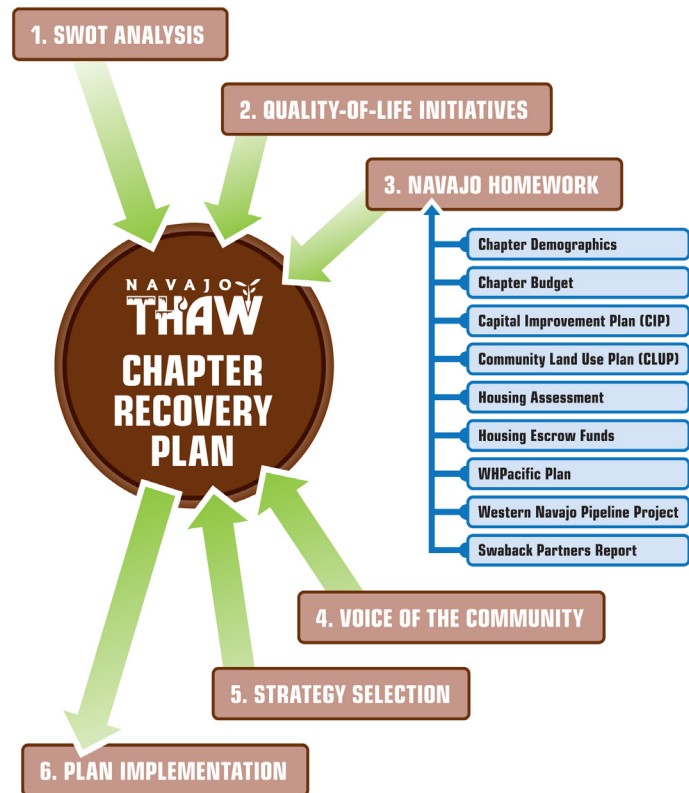 1. SWOT ANALYSIS
2. QUALITY-OF-LIFE INITIATIVES
3. NAVAJO HOMEWORK
Chapter Demographics
Chapter Budget
Capital Improvement Plan (CIP)
Community Land Use Plan (CLUP)
Housing Assessment
Housing Escrow Funds
WHPacific Plan
Western Navajo Pipeline Project
Swaback Partners Report
NAVAJO
THAW
CHAPTER
RECOVERY
PLAN
4. VOICE OF THE COMMUNITY
5. STRATEGY SELECTION
6. PLAN IMPLEMENTATION